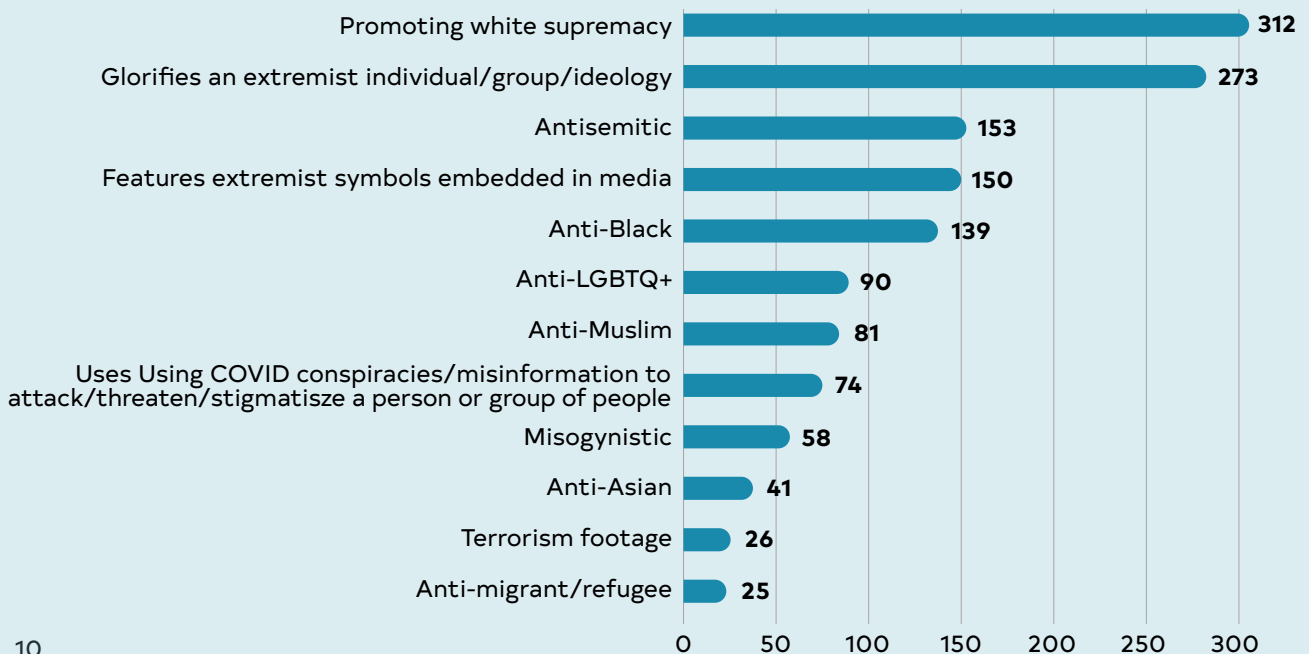 Promoting white supremacy 312
Glorifies an extremist individual/group/ideology 273
Antisemitic 153
Features extremist symbols embedded in media 150
Anti-Black 139
Anti-LGBTQ+ 90
Anti-Muslim 81
Uses Using COVID conspiracies/misinformation to
attack/threaten/stigmatisze a person or group of people 74
Misogynistic 58
Anti-Asian 41
Terrorism footage 26
Anti-migrant/refugee 25
0 50 100 150 200 250 300
10